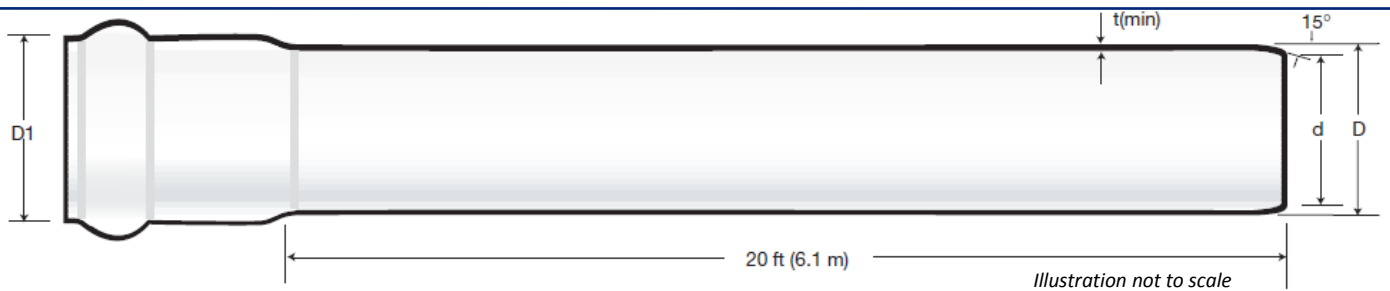 t(min)
15°
D1
d
D
20 ft (6.1 m)
Illustration not to scale